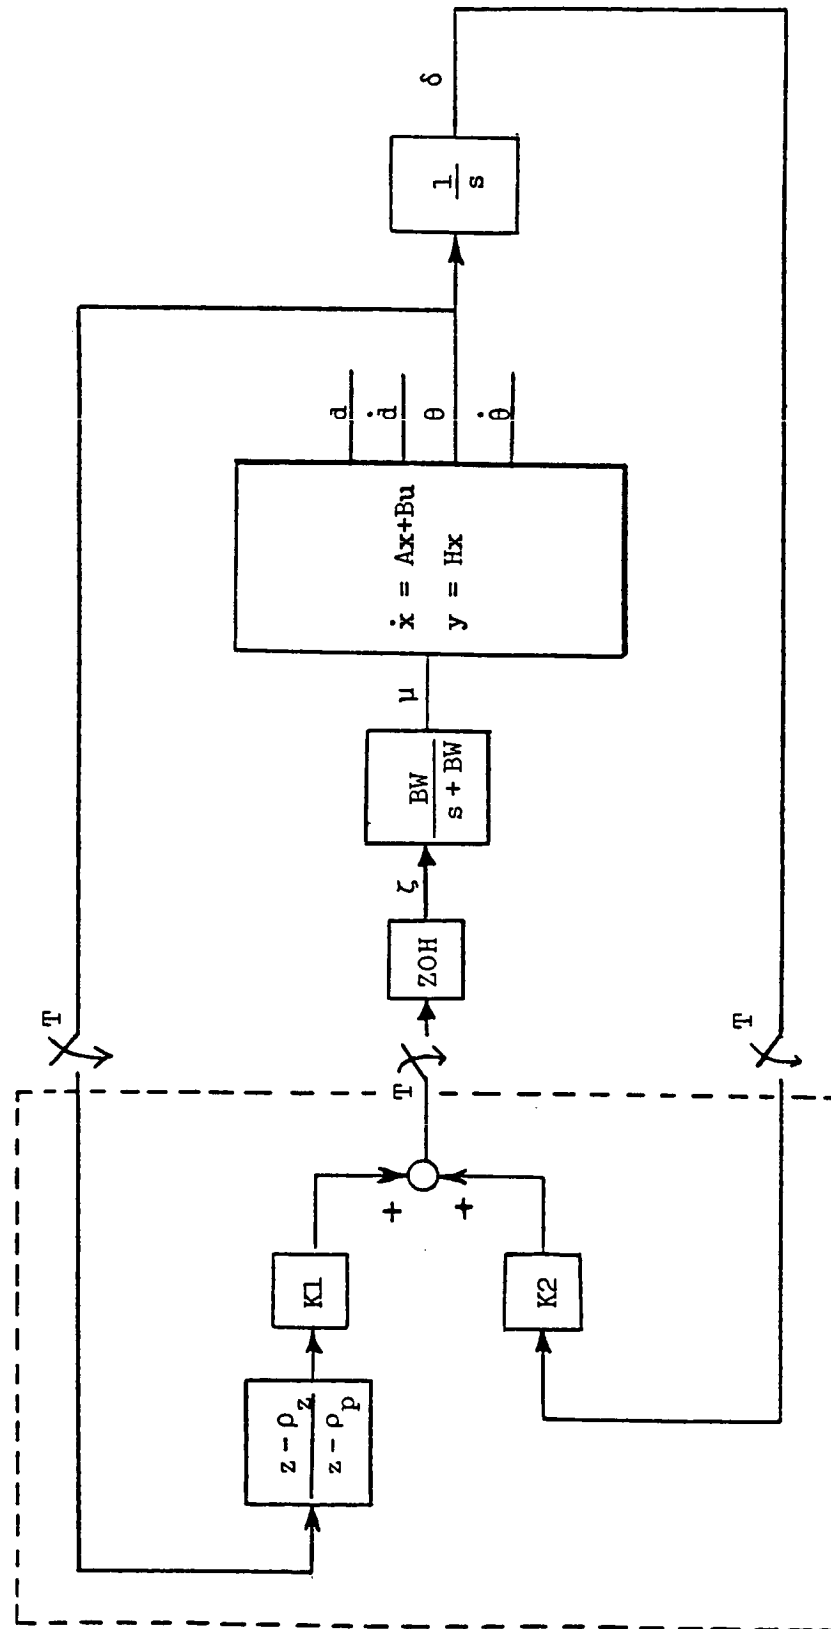 z - ρz
z - ρp
K1
K2
+
+
T
T
T
ZOH
ζ
BW
s + BW
μ
ẋ = Ax+Bu
y = Hx
d
ḋ
θ
θ̇
1
s
δ